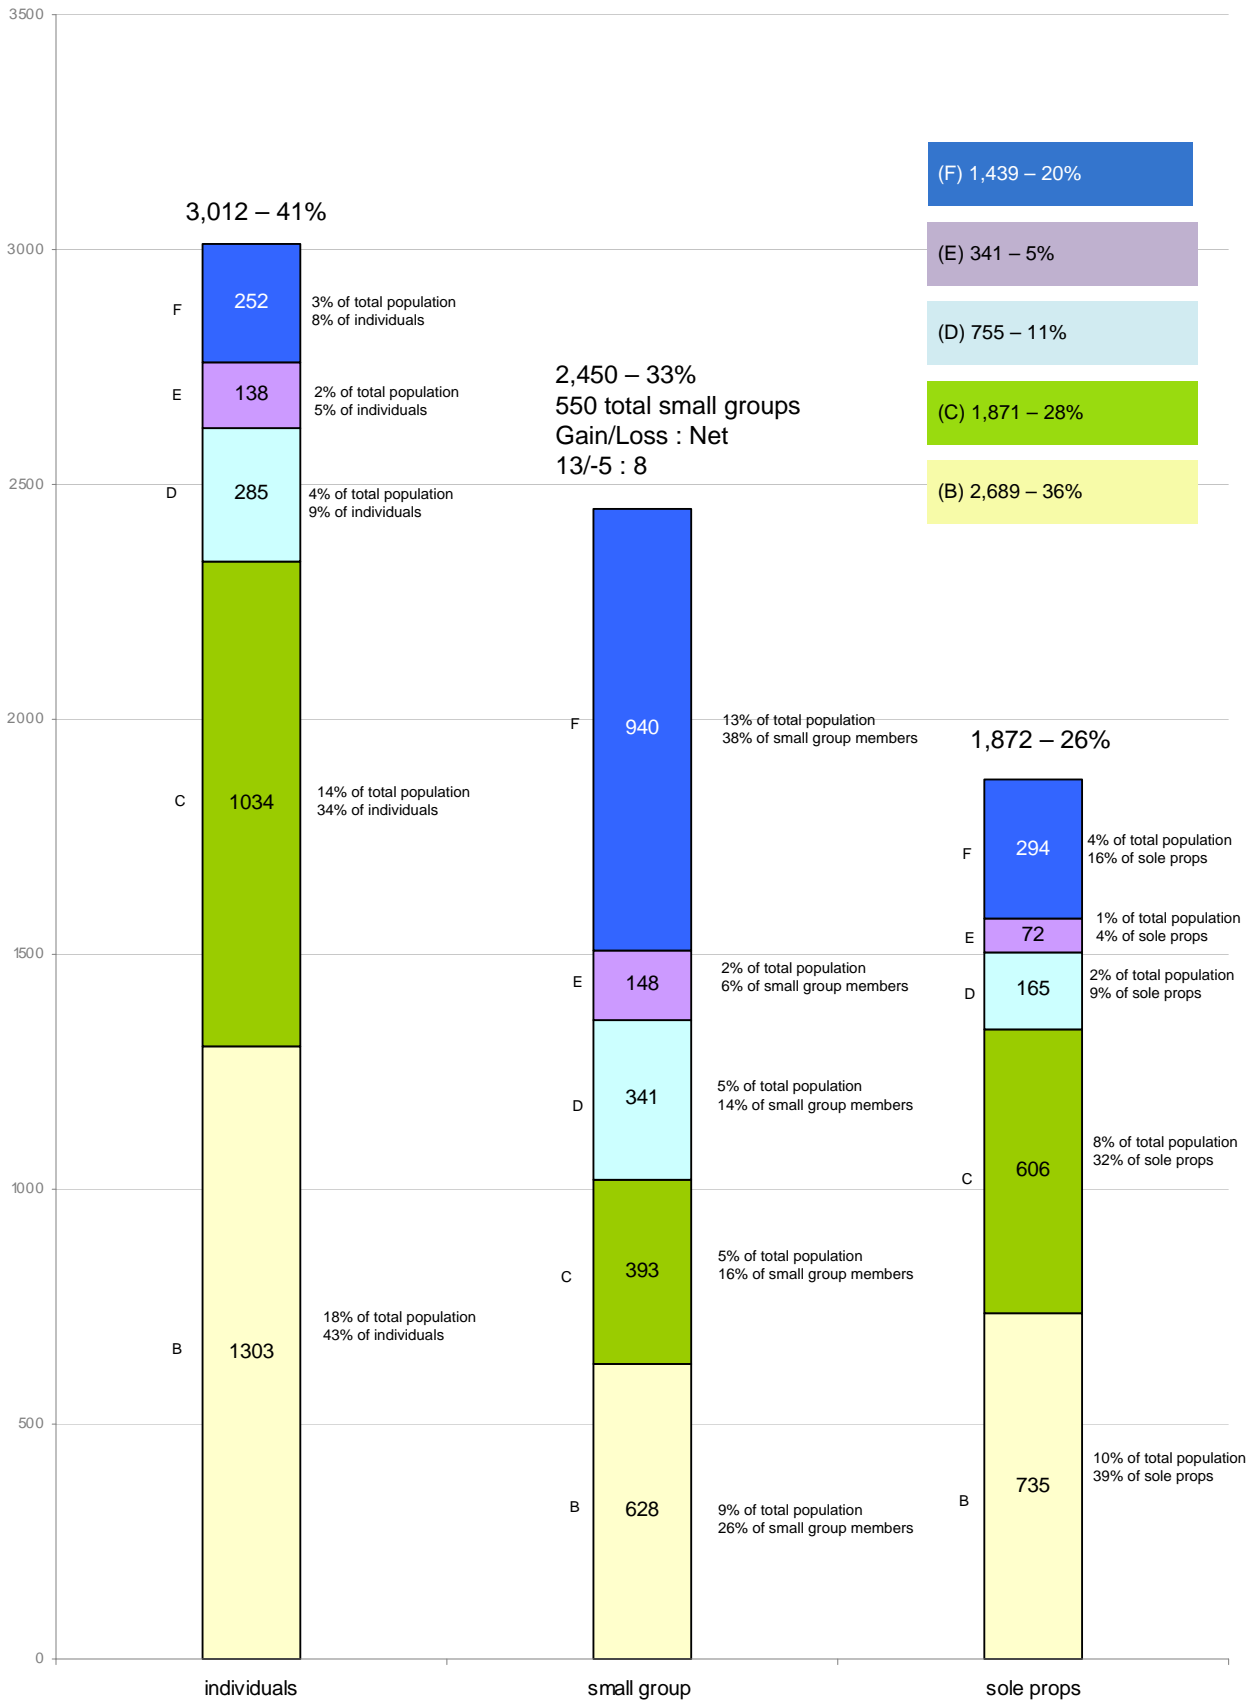 3500
3000
2500
2000
1500
1000
500
0
3,012 – 41%
F
252
3% of total population
8% of individuals
E
138
2% of total population
5% of individuals
D
285
4% of total population
9% of individuals
C
1034
14% of total population
34% of individuals
B
1303
18% of total population
43% of individuals
individuals
2,450 – 33%
550 total small groups
Gain/Loss : Net
13/-5 : 8
F
940
13% of total population
38% of small group members
E
148
2% of total population
6% of small group members
D
341
5% of total population
14% of small group members
C
393
5% of total population
16% of small group members
B
628
9% of total population
26% of small group members
small group
(F) 1,439 – 20%
(E) 341 – 5%
(D) 755 – 11%
(C) 1,871 – 28%
(B) 2,689 – 36%
1,872 – 26%
F
294
4% of total population
16% of sole props
E
72
1% of total population
4% of sole props
D
165
2% of total population
9% of sole props
C
606
8% of total population
32% of sole props
B
735
10% of total population
39% of sole props
sole props